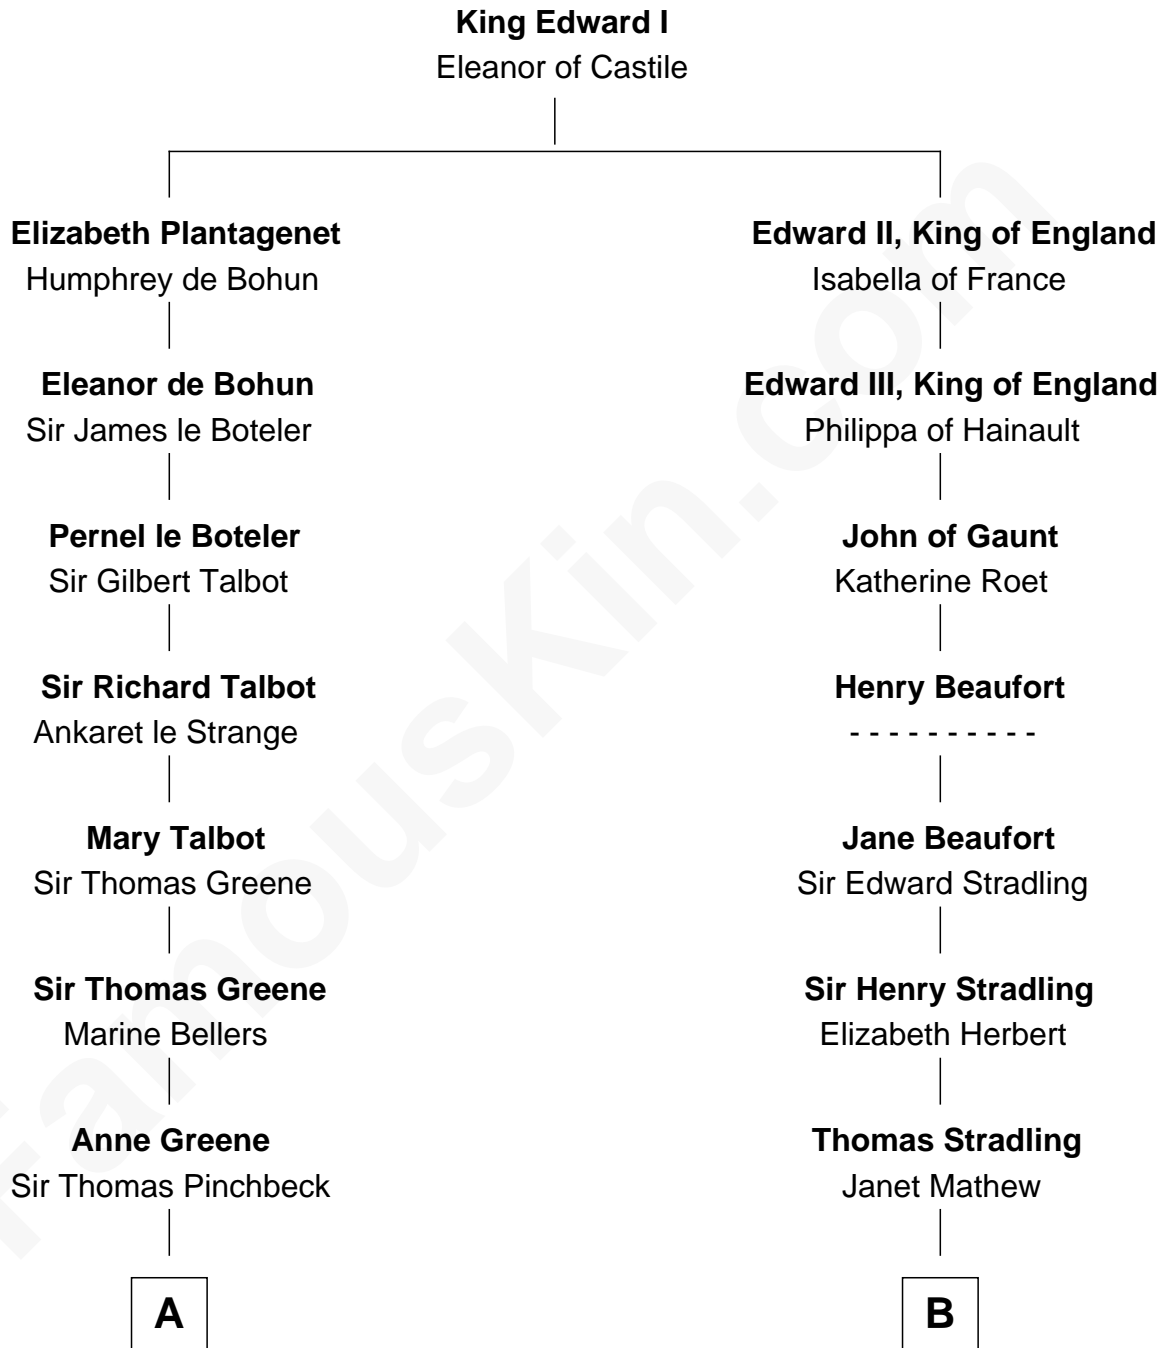 King Edward I
Eleanor of Castile
Elizabeth Plantagenet
Humphrey de Bohun
Eleanor de Bohun
Sir James le Boteler
Pernel le Boteler
Sir Gilbert Talbot
Sir Richard Talbot
Ankaret le Strange
Mary Talbot
Sir Thomas Greene
Sir Thomas Greene
Marine Bellers
Anne Greene
Sir Thomas Pinchbeck
A
Edward II, King of England
Isabella of France
Edward III, King of England
Philippa of Hainault
John of Gaunt
Katherine Roet
Henry Beaufort
- - - - - - - - - -
Jane Beaufort
Sir Edward Stradling
Sir Henry Stradling
Elizabeth Herbert
Thomas Stradling
Janet Mathew
B
FamousKin.com